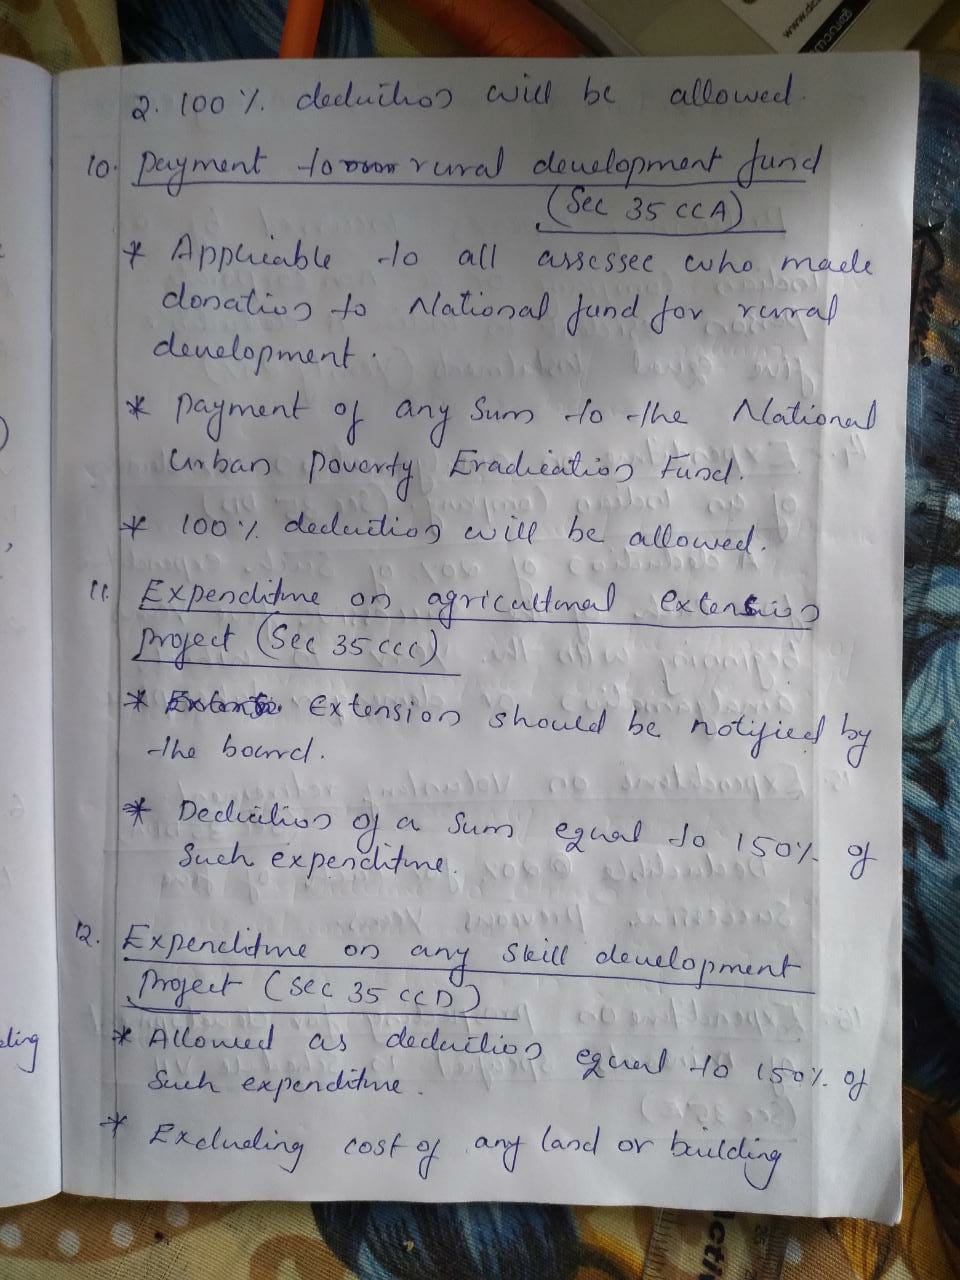 2. 100 % deduction will be allowed.
10. Payment to rural development fund
(Sec 35 CCA)
* Applicable to all assessee who made
donation to National fund for rural
development.
* Payment of any sum to the National
Urban Poverty Eradication Fund.
* 100 % deduction will be allowed.
11. Expenditure on agricultural extension
Project (Sec 35 CCC)
* Extension should be notified by
the board.
* Deduction of a sum equal to 150% of
such expenditure.
12. Expenditure on any skill development
Project (Sec 35 CCD)
* Allowed as deduction equal to 150% of
such expenditure.
* Excluding cost of any land or building